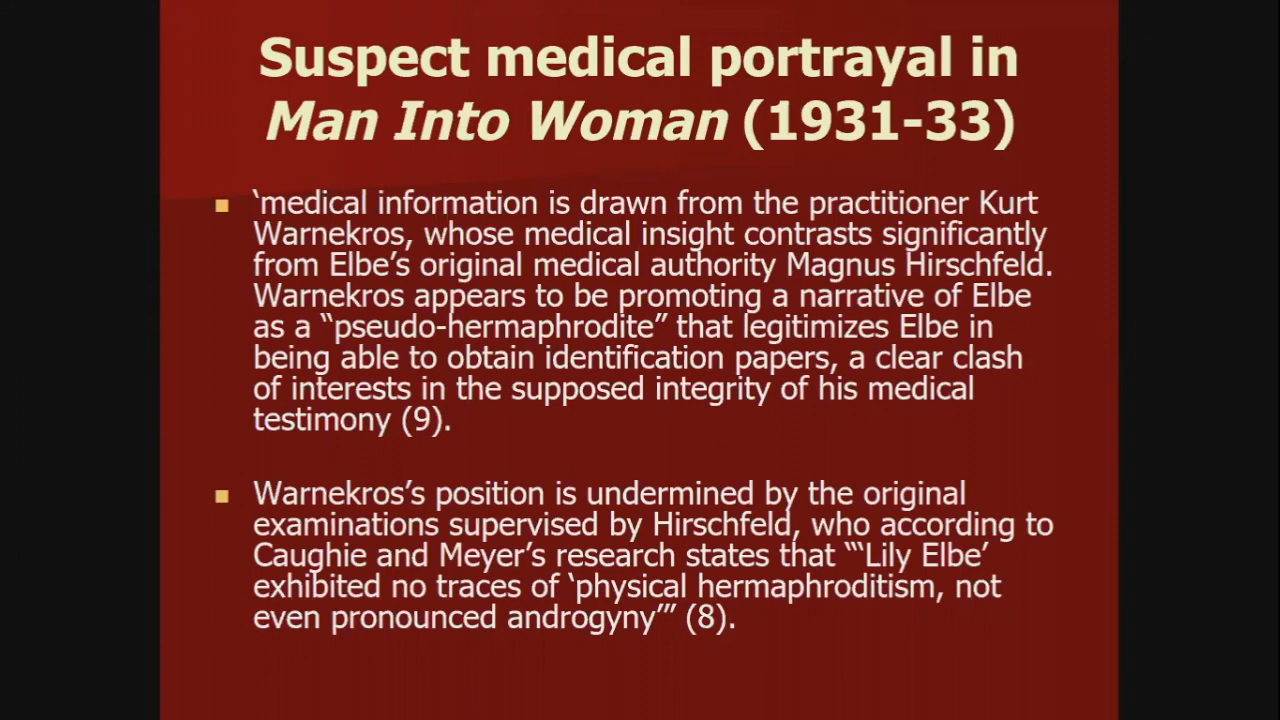 Suspect medical portrayal in
Man Into Woman (1931-33)
‘medical information is drawn from the practitioner Kurt
Warnekros, whose medical insight contrasts significantly
from Elbe’s original medical authority Magnus Hirschfeld.
Warnekros appears to be promoting a narrative of Elbe
as a “pseudo-hermaphrodite” that legitimizes Elbe in
being able to obtain identification papers, a clear clash
of interests in the supposed integrity of his medical
testimony (9).
Warnekros’s position is undermined by the original
examinations supervised by Hirschfeld, who according to
Caughie and Meyer’s research states that “‘Lily Elbe’
exhibited no traces of ‘physical hermaphroditism, not
even pronounced androgyny’” (8).